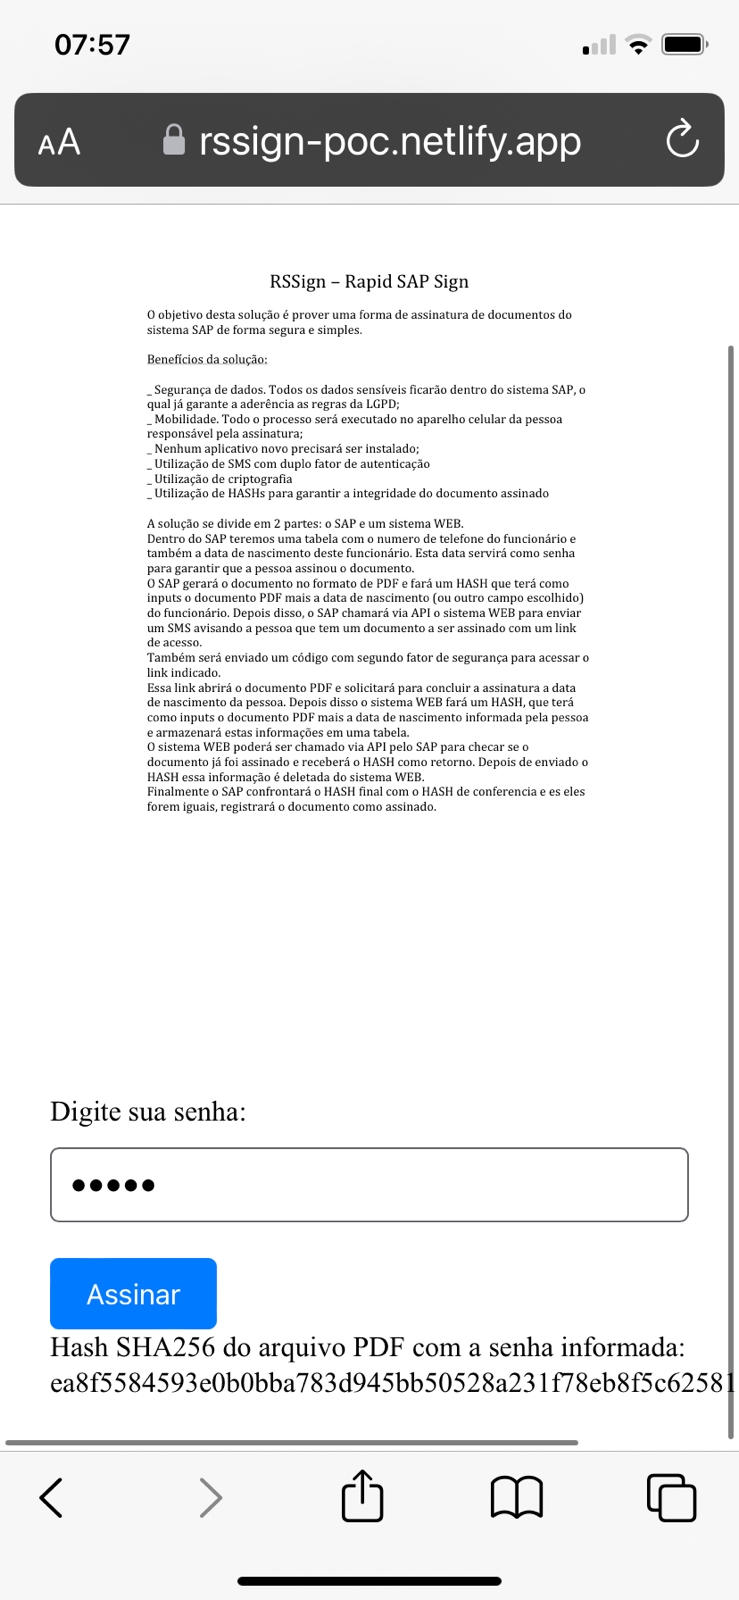 07:57
AA
rssign-poc.netlify.app
RSSign – Rapid SAP Sign
O objetivo desta solução é prover uma forma de assinatura de documentos do
sistema SAP de forma segura e simples.
Benefícios da solução:
_ Segurança de dados. Todos os dados sensíveis ficarão dentro do sistema SAP, o
qual já garante a aderência as regras da LGPD;
_ Mobilidade. Todo o processo será executado no aparelho celular da pessoa
responsável pela assinatura;
_ Nenhum aplicativo novo precisará ser instalado;
_ Utilização de SMS com duplo fator de autenticação
_ Utilização de criptografia
_ Utilização de HASHs para garantir a integridade do documento assinado
A solução se divide em 2 partes: o SAP e um sistema WEB.
Dentro do SAP teremos uma tabela com o numero de telefone do funcionário e
também a data de nascimento deste funcionário. Esta data servirá como senha
para garantir que a pessoa assinou o documento.
O SAP gerará o documento no formato de PDF e fará um HASH que terá como
inputs o documento PDF mais a data de nascimento (ou outro campo escolhido)
do funcionário. Depois disso, o SAP chamará via API o sistema WEB para enviar
um SMS avisando a pessoa que tem um documento a ser assinado com um link
de acesso.
Também será enviado um código com segundo fator de segurança para acessar o
link indicado.
Essa link abrirá o documento PDF e solicitará para concluir a assinatura a data
de nascimento da pessoa. Depois disso o sistema WEB fará um HASH, que terá
como inputs o documento PDF mais a data de nascimento informada pela pessoa
e armazenará estas informações em uma tabela.
O sistema WEB poderá ser chamado via API pelo SAP para checar se o
documento já foi assinado e receberá o HASH como retorno. Depois de enviado o
HASH essa informação é deletada do sistema WEB.
Finalmente o SAP confrontará o HASH final com o HASH de conferencia e es eles
forem iguais, registrará o documento como assinado.
Digite sua senha:
•••••
Assinar
Hash SHA256 do arquivo PDF com a senha informada:
ea8f5584593e0b0bba783d945bb50528a231f78eb8f5c62581